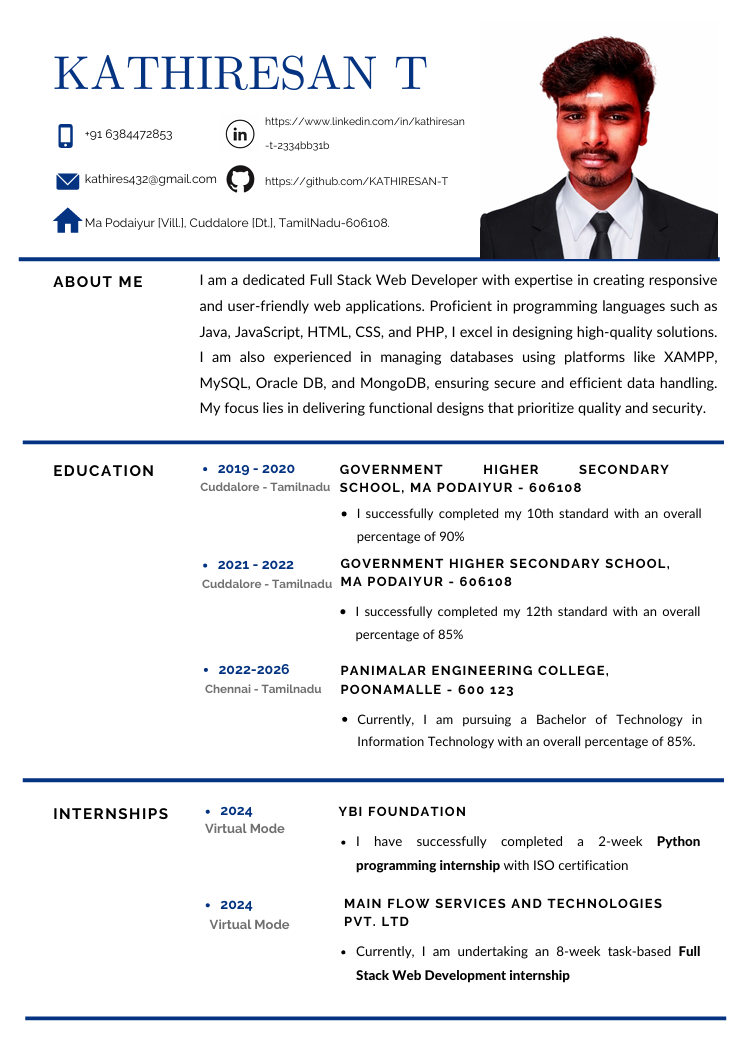 KATHIRESAN T
+91 6384472853
https://www.linkedin.com/in/kathiresan
-t-2334bb31b
kathires432@gmail.com
https://github.com/KATHIRESAN-T
Ma Podaiyur [Vill.], Cuddalore [Dt.], TamilNadu-606108.
ABOUT ME
I am a dedicated Full Stack Web Developer with expertise in creating responsive
and user-friendly web applications. Proficient in programming languages such as
Java, JavaScript, HTML, CSS, and PHP, I excel in designing high-quality solutions.
I am also experienced in managing databases using platforms like XAMPP,
MySQL, Oracle DB, and MongoDB, ensuring secure and efficient data handling.
My focus lies in delivering functional designs that prioritize quality and security.
EDUCATION
• 2019 - 2020
Cuddalore - Tamilnadu
GOVERNMENT HIGHER SECONDARY
SCHOOL, MA PODAIYUR - 606108
• I successfully completed my 10th standard with an overall
percentage of 90%
• 2021 - 2022
Cuddalore - Tamilnadu
GOVERNMENT HIGHER SECONDARY SCHOOL,
MA PODAIYUR - 606108
• I successfully completed my 12th standard with an overall
percentage of 85%
• 2022-2026
Chennai - Tamilnadu
PANIMALAR ENGINEERING COLLEGE,
POONAMALLE - 600 123
• Currently, I am pursuing a Bachelor of Technology in
Information Technology with an overall percentage of 85%.
INTERNSHIPS
• 2024
Virtual Mode
YBI FOUNDATION
• I have successfully completed a 2-week Python
programming internship with ISO certification
• 2024
Virtual Mode
MAIN FLOW SERVICES AND TECHNOLOGIES
PVT. LTD
• Currently, I am undertaking an 8-week task-based Full
Stack Web Development internship